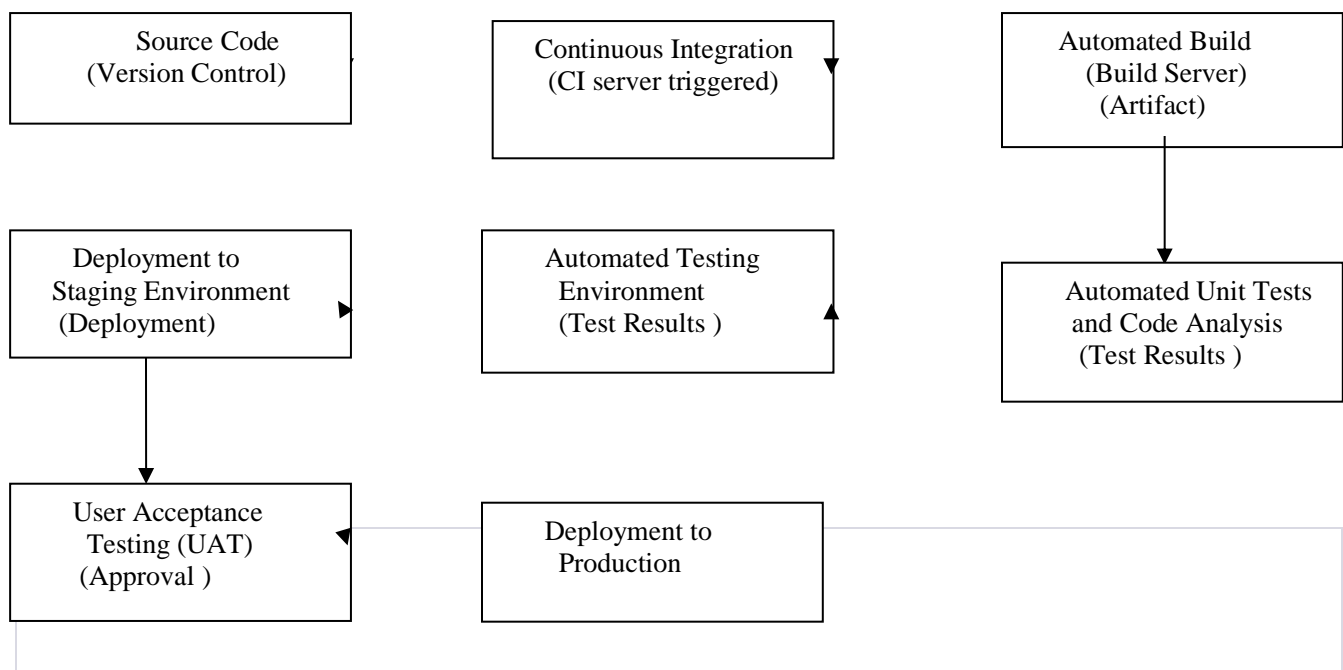 Source Code
(Version Control)
Continuous Integration
(CI server triggered)
Automated Build
(Build Server)
(Artifact)
Deployment to
Staging Environment
(Deployment)
Automated Testing
Environment
(Test Results )
Automated Unit Tests
and Code Analysis
(Test Results )
User Acceptance
Testing (UAT)
(Approval )
Deployment to
Production